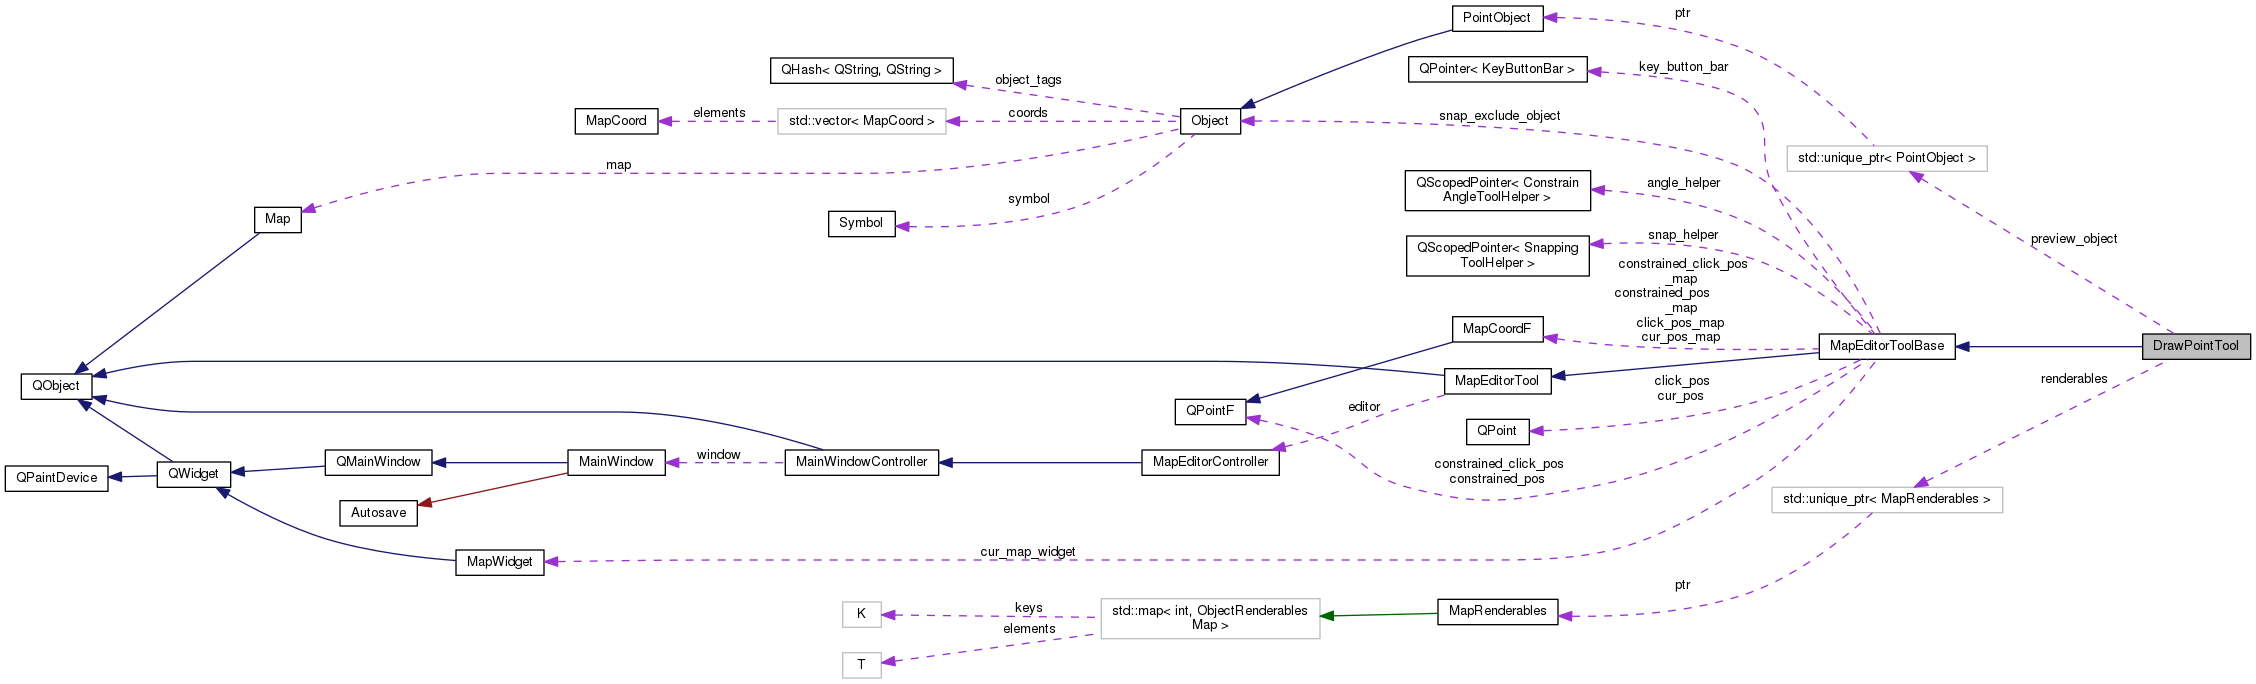 PointObject
ptr
QHash< QString, QString >
object_tags
QPointer< KeyButtonBar >
key_button_bar
MapCoord
elements
std::vector< MapCoord >
coords
Object
snap_exclude_object
std::unique_ptr< PointObject >
map
QScopedPointer< Constrain
AngleToolHelper >
angle_helper
Map
Symbol
symbol
QScopedPointer< Snapping
ToolHelper >
snap_helper
preview_object
constrained_click_pos
_map
constrained_pos
_map
click_pos_map
cur_pos_map
MapCoordF
MapEditorToolBase
DrawPointTool
QObject
MapEditorTool
click_pos
cur_pos
renderables
QPointF
editor
QPoint
QPaintDevice
QWidget
QMainWindow
MainWindow
window
MainWindowController
MapEditorController
constrained_click_pos
constrained_pos
Autosave
std::unique_ptr< MapRenderables >
MapWidget
cur_map_widget
ptr
K
keys
std::map< int, ObjectRenderables
Map >
MapRenderables
elements
T